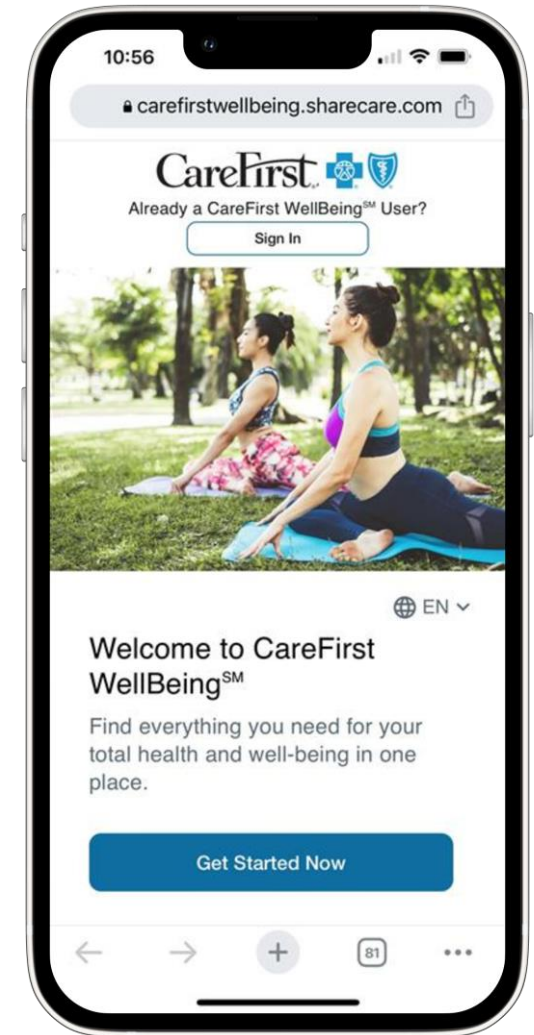 10:56
carefirstwellbeing.sharecare.com
CareFirst
Already a CareFirst WellBeing℠ User?
Sign In
EN
Welcome to CareFirst
WellBeing℠
Find everything you need for your
total health and well-being in one
place.
Get Started Now
81